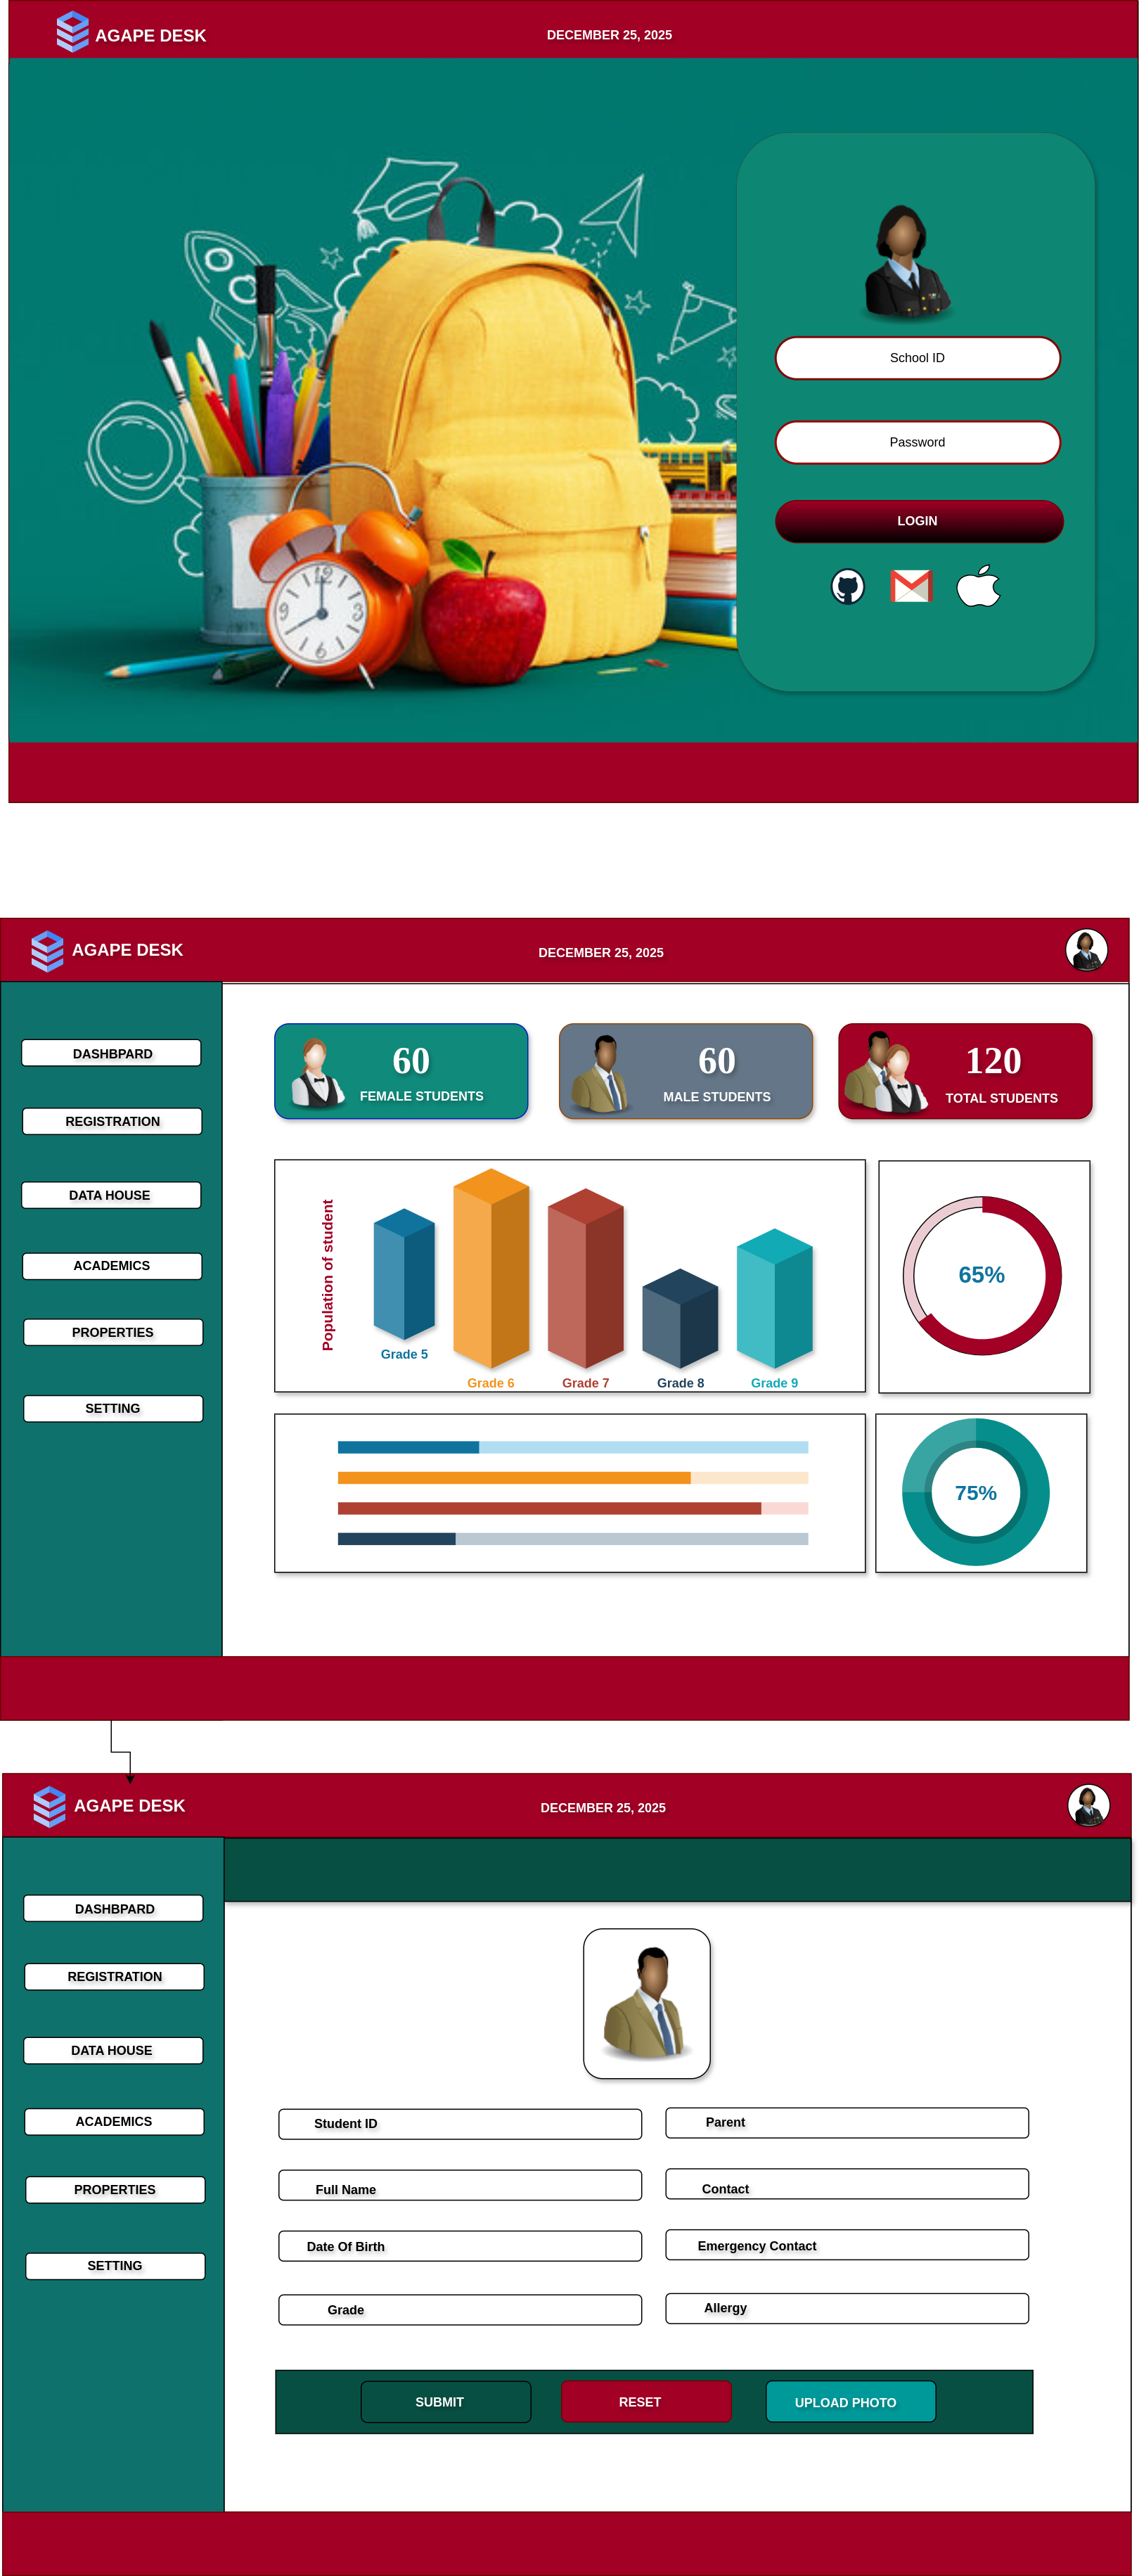 AGAPE DESK
DECEMBER 25, 2025
School ID
Password
LOGIN
AGAPE DESK
DECEMBER 25, 2025
DASHBPARD
REGISTRATION
DATA HOUSE
ACADEMICS
PROPERTIES
SETTING
60
FEMALE STUDENTS
60
MALE STUDENTS
120
TOTAL STUDENTS
Population of student
Grade 5
Grade 6
Grade 7
Grade 8
Grade 9
65%
75%
AGAPE DESK
DECEMBER 25, 2025
DASHBPARD
REGISTRATION
DATA HOUSE
ACADEMICS
PROPERTIES
SETTING
Student ID
Parent
Full Name
Contact
Date Of Birth
Emergency Contact
Grade
Allergy
SUBMIT
RESET
UPLOAD PHOTO